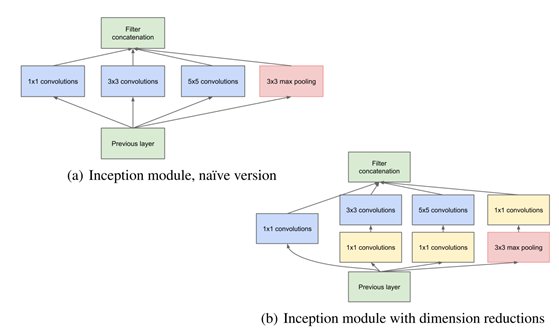 Filter
concatenation
1x1 convolutions
3x3 convolutions
5x5 convolutions
3x3 max pooling
Previous layer
(a) Inception module, naïve version
Filter
concatenation
3x3 convolutions
5x5 convolutions
1x1 convolutions
1x1 convolutions
1x1 convolutions
1x1 convolutions
3x3 max pooling
Previous layer
(b) Inception module with dimension reductions